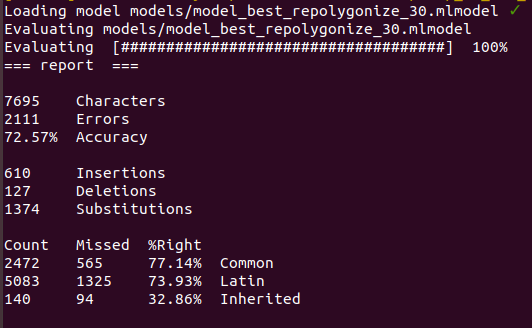 Loading model models/model_best_repolygonize_30.mlmodel ✓
Evaluating models/model_best_repolygonize_30.mlmodel
Evaluating [####################################] 100%
=== report ===
7695 Characters
2111 Errors
72.57% Accuracy
610 Insertions
127 Deletions
1374 Substitutions
Count Missed %Right
2472 565 77.14% Common
5083 1325 73.93% Latin
140 94 32.86% Inherited